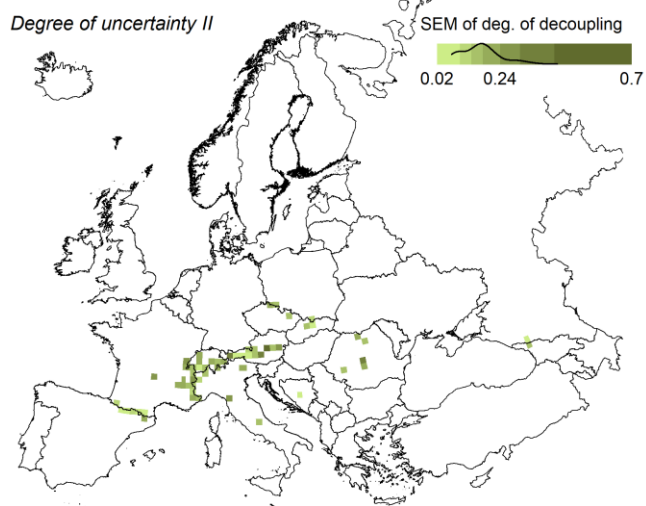 Degree of uncertainty II
SEM of deg. of decoupling
0.02 0.24 0.7